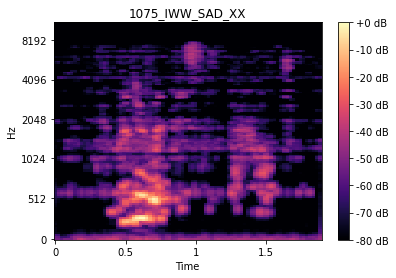 1075_IWW_SAD_XX
8192
4096
2048
1024
512
0
Hz
0
0.5
1
1.5
Time
+0 dB
-10 dB
-20 dB
-30 dB
-40 dB
-50 dB
-60 dB
-70 dB
-80 dB